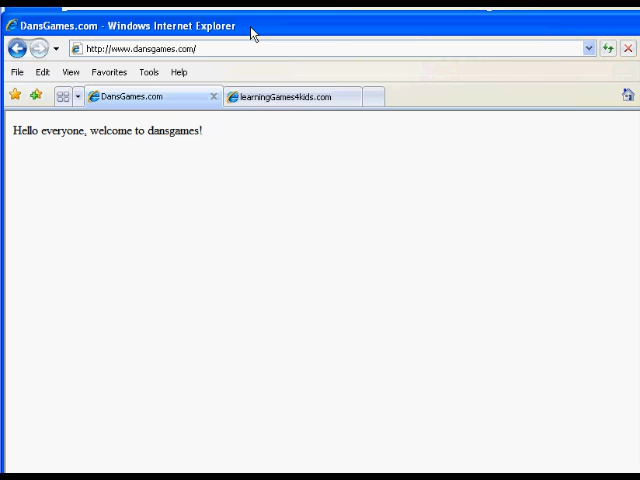 DansGames.com - Windows Internet Explorer
http://www.dansgames.com/
File Edit View Favorites Tools Help
DansGames.com learningGames4kids.com
Hello everyone, welcome to dansgames!